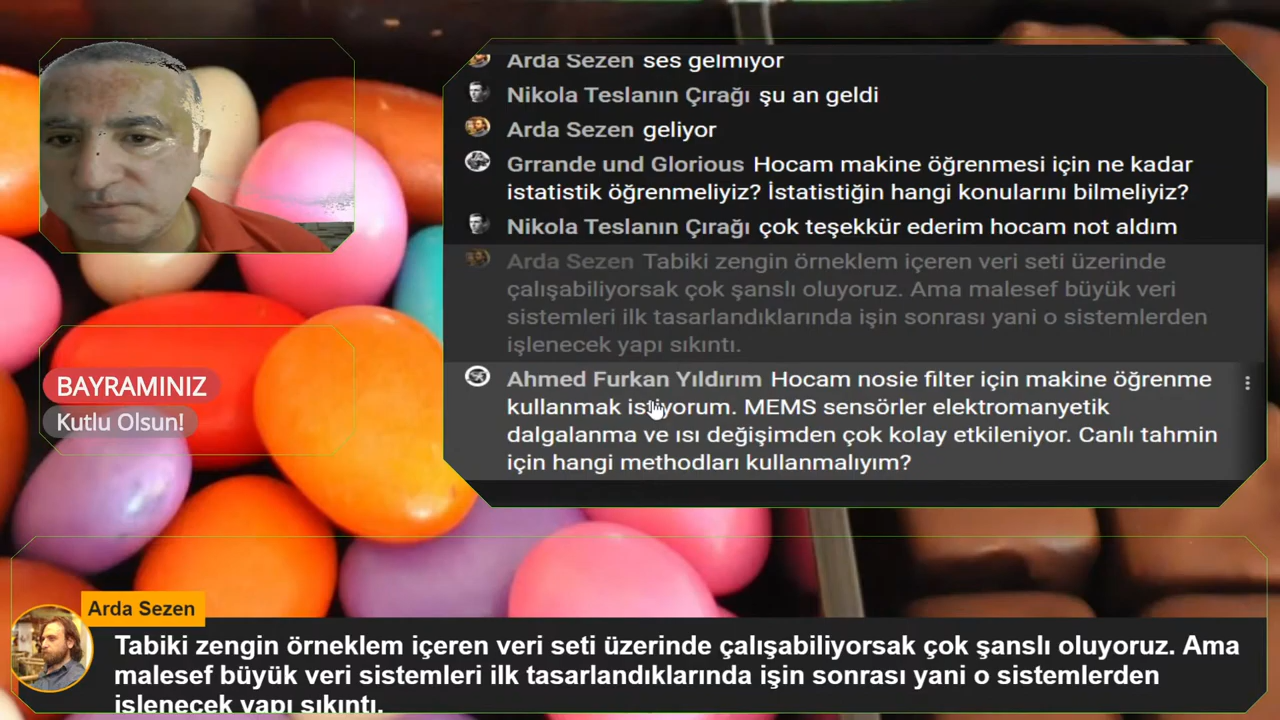 Arda Sezen ses gelmiyor
Nikola Teslanın Çırağı şu an geldi
Arda Sezen geliyor
Grrande und Glorious Hocam makine öğrenmesi için ne kadar
istatistik öğrenmeliyiz? İstatistiğin hangi konularını bilmeliyiz?
Nikola Teslanın Çırağı çok teşekkür ederim hocam not aldım
Arda Sezen Tabiki zengin örneklem içeren veri seti üzerinde
çalışabiliyorsak çok şanslı oluyoruz. Ama malesef büyük veri
sistemleri ilk tasarlandıklarında işin sonrası yani o sistemlerden
işlenecek yapı sıkıntı.
Ahmed Furkan Yıldırım Hocam nosie filter için makine öğrenme
kullanmak istiyorum. MEMS sensörler elektromanyetik
dalgalanma ve ısı değişimden çok kolay etkileniyor. Canlı tahmin
için hangi methodları kullanmalıyım?
BAYRAMINIZ
Kutlu Olsun!
Arda Sezen
Tabiki zengin örneklem içeren veri seti üzerinde çalışabiliyorsak çok şanslı oluyoruz. Ama
malesef büyük veri sistemleri ilk tasarlandıklarında işin sonrası yani o sistemlerden
işlenecek yapı sıkıntı.